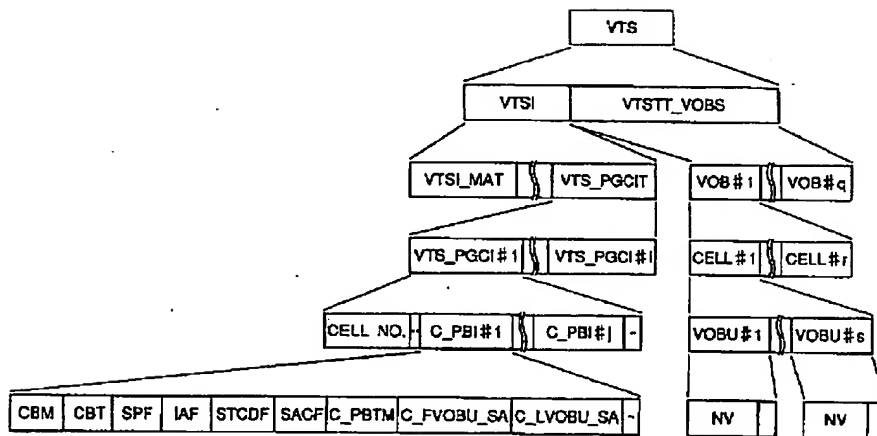 VTS
VTSI VTSTT_VOBS
VTSI_MAT VTS_PGCIT VOB#1 VOB#q
VTS_PGCI#1 VTS_PGCI#i CELL#1 CELL#r
CELL NO. -- C_PBI#1 C_PBI#j - VOBU#1 VOBU#s
CBM CBT SPF IAF STCDF SACF C_PBTM C_FVOBU_SA C_LVOBU_SA - NV NV